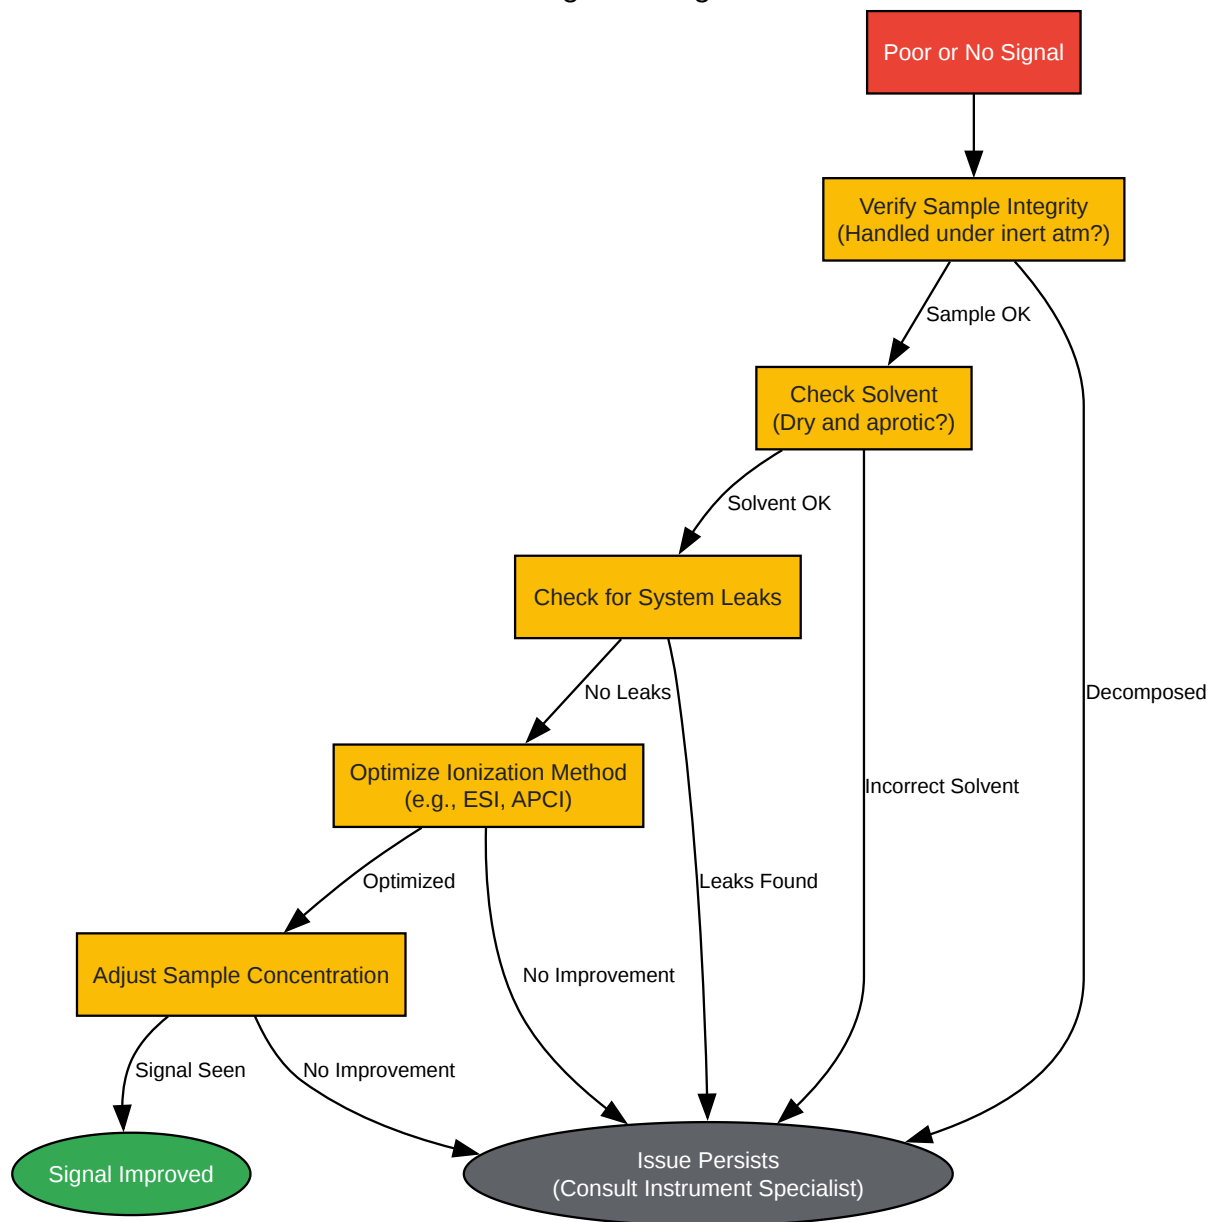 Poor or No Signal
Verify Sample Integrity
(Handled under inert atm?)
Sample OK
Check Solvent
(Dry and aprotic?)
Solvent OK
Check for System Leaks
No Leaks
Decomposed
Optimize Ionization Method
(e.g., ESI, APCI)
Incorrect Solvent
Optimized
Leaks Found
Adjust Sample Concentration
No Improvement
Signal Seen
No Improvement
Signal Improved
Issue Persists
(Consult Instrument Specialist)